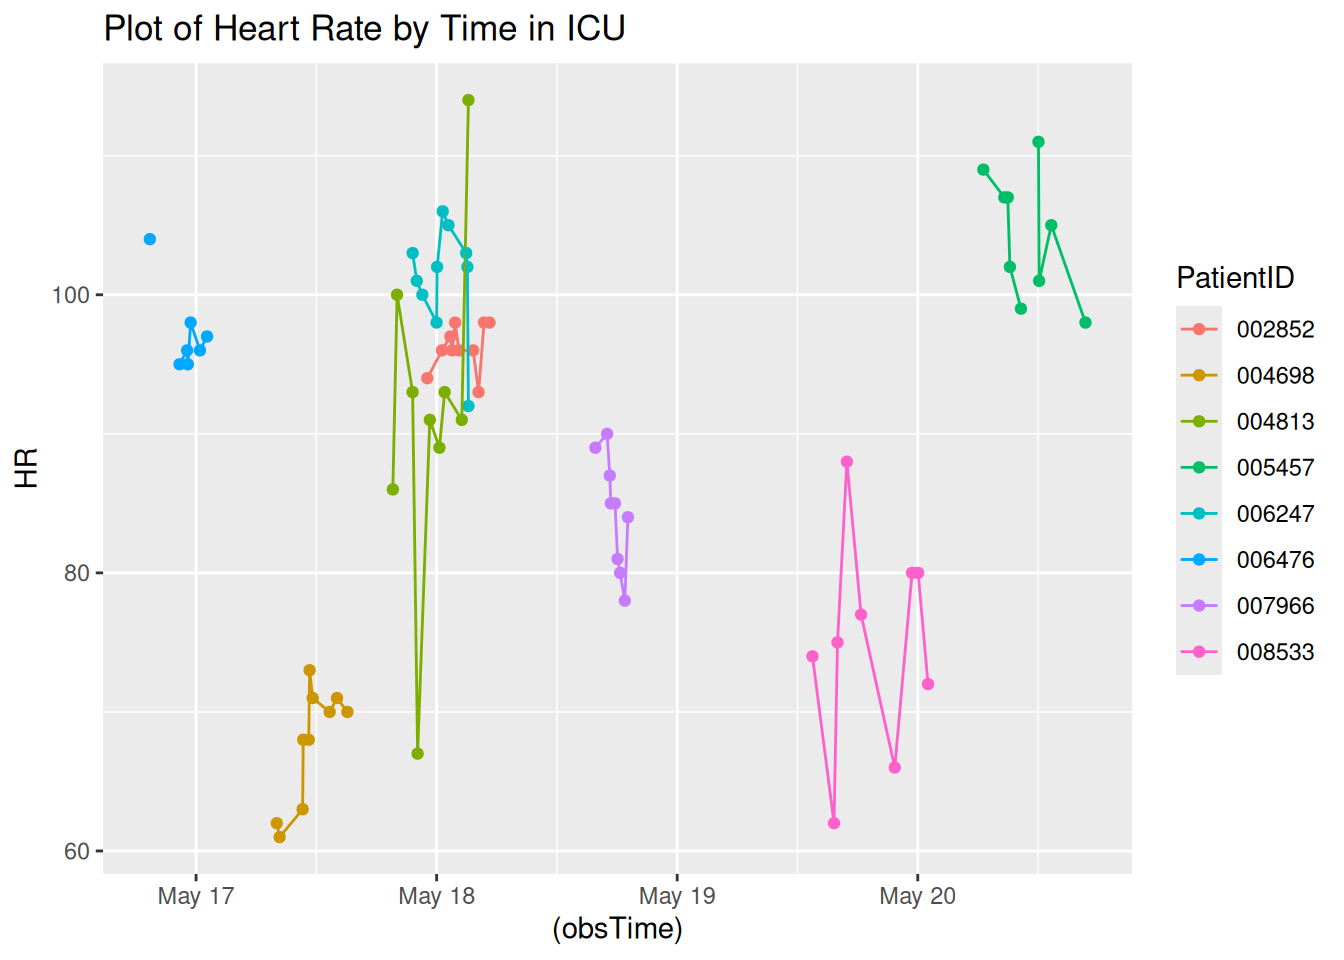 Plot of Heart Rate by Time in ICU
HR
100
80
60
May 17
May 18
May 19
May 20
(obsTime)
PatientID
002852
004698
004813
005457
006247
006476
007966
008533